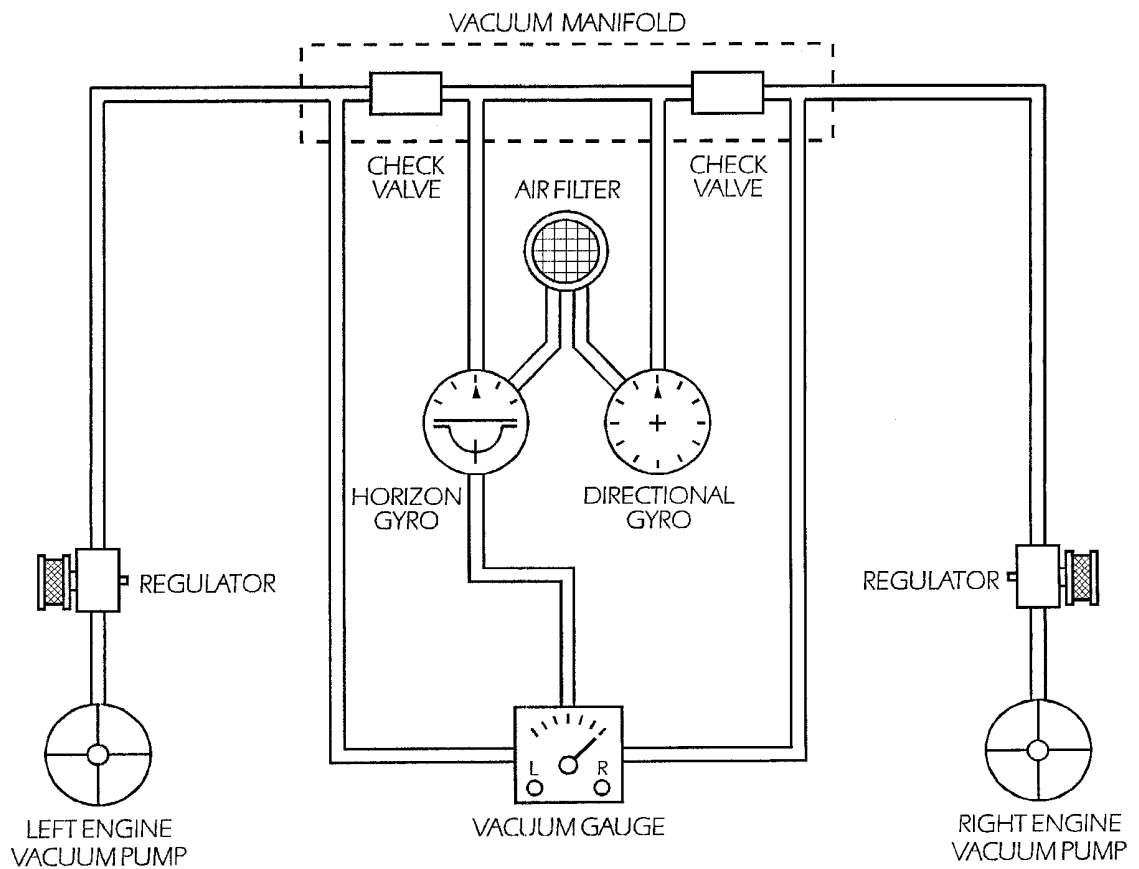 VACUUM MANIFOLD
CHECK
VALVE
CHECK
VALVE
AIR FILTER
HORIZON
GYRO
DIRECTIONAL
GYRO
REGULATOR
REGULATOR
L
R
VACUUM GAUGE
LEFT ENGINE
VACUUM PUMP
RIGHT ENGINE
VACUUM PUMP